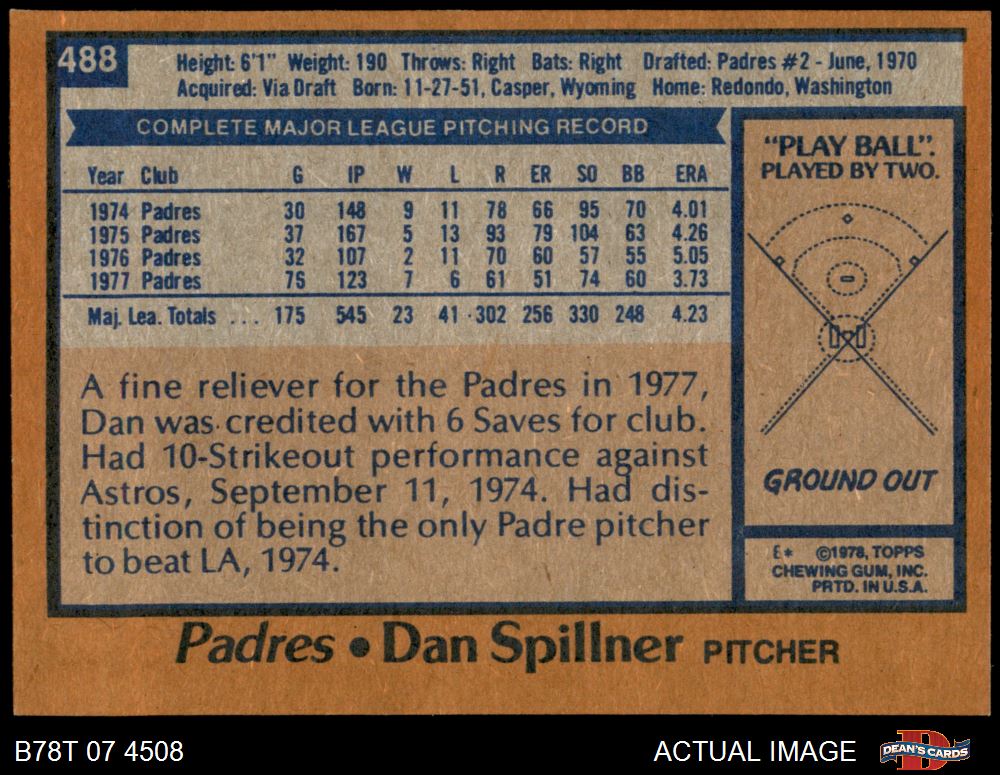 488
Height: 6'1" Weight: 190 Throws: Right Bats: Right Drafted: Padres #2 - June, 1970
Acquired: Via Draft Born: 11-27-51, Casper, Wyoming Home: Redondo, Washington
COMPLETE MAJOR LEAGUE PITCHING RECORD
Year Club G IP W L R ER SO BB ERA
1974 Padres 30 148 9 11 78 66 95 70 4.01
1975 Padres 37 167 5 13 93 79 104 63 4.26
1976 Padres 32 107 2 11 70 60 57 55 5.05
1977 Padres 76 123 7 6 61 51 74 60 3.73
Maj. Lea. Totals ... 175 545 23 41 302 256 330 248 4.23
A fine reliever for the Padres in 1977,
Dan was credited with 6 Saves for club.
Had 10-Strikeout performance against
Astros, September 11, 1974. Had dis-
tinction of being the only Padre pitcher
to beat LA, 1974.
"PLAY BALL".
PLAYED BY TWO.
GROUND OUT
E* ©1978, TOPPS
CHEWING GUM, INC.
PRTD. IN U.S.A.
Padres • Dan Spillner PITCHER
B78T 07 4508
ACTUAL IMAGE
DEAN'S CARDS